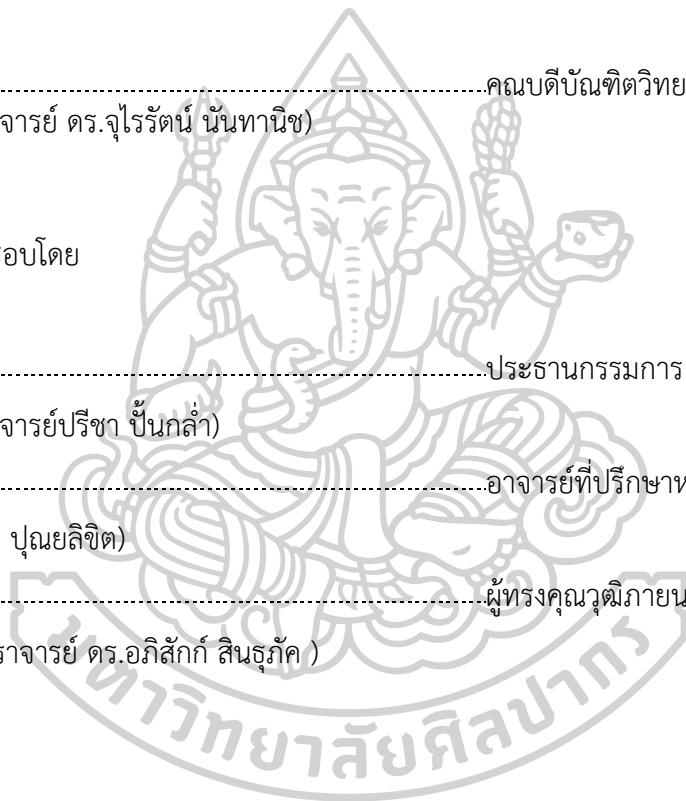 คณบดีบัณฑิตวิทย
จารย์ ดร.จุไรรัตน์ นันทานิช)
อบโดย
ประธานกรรมการ
จารย์ปรีชา ปั้นกล่ำ)
อาจารย์ที่ปรึกษาห
ปุณยลิขิต)
ผู้ทรงคุณวุฒิภายน
ราจารย์ ดร.อภิสักก์ สินธุภัค )
มหาวิทยาลัยศิลปากร